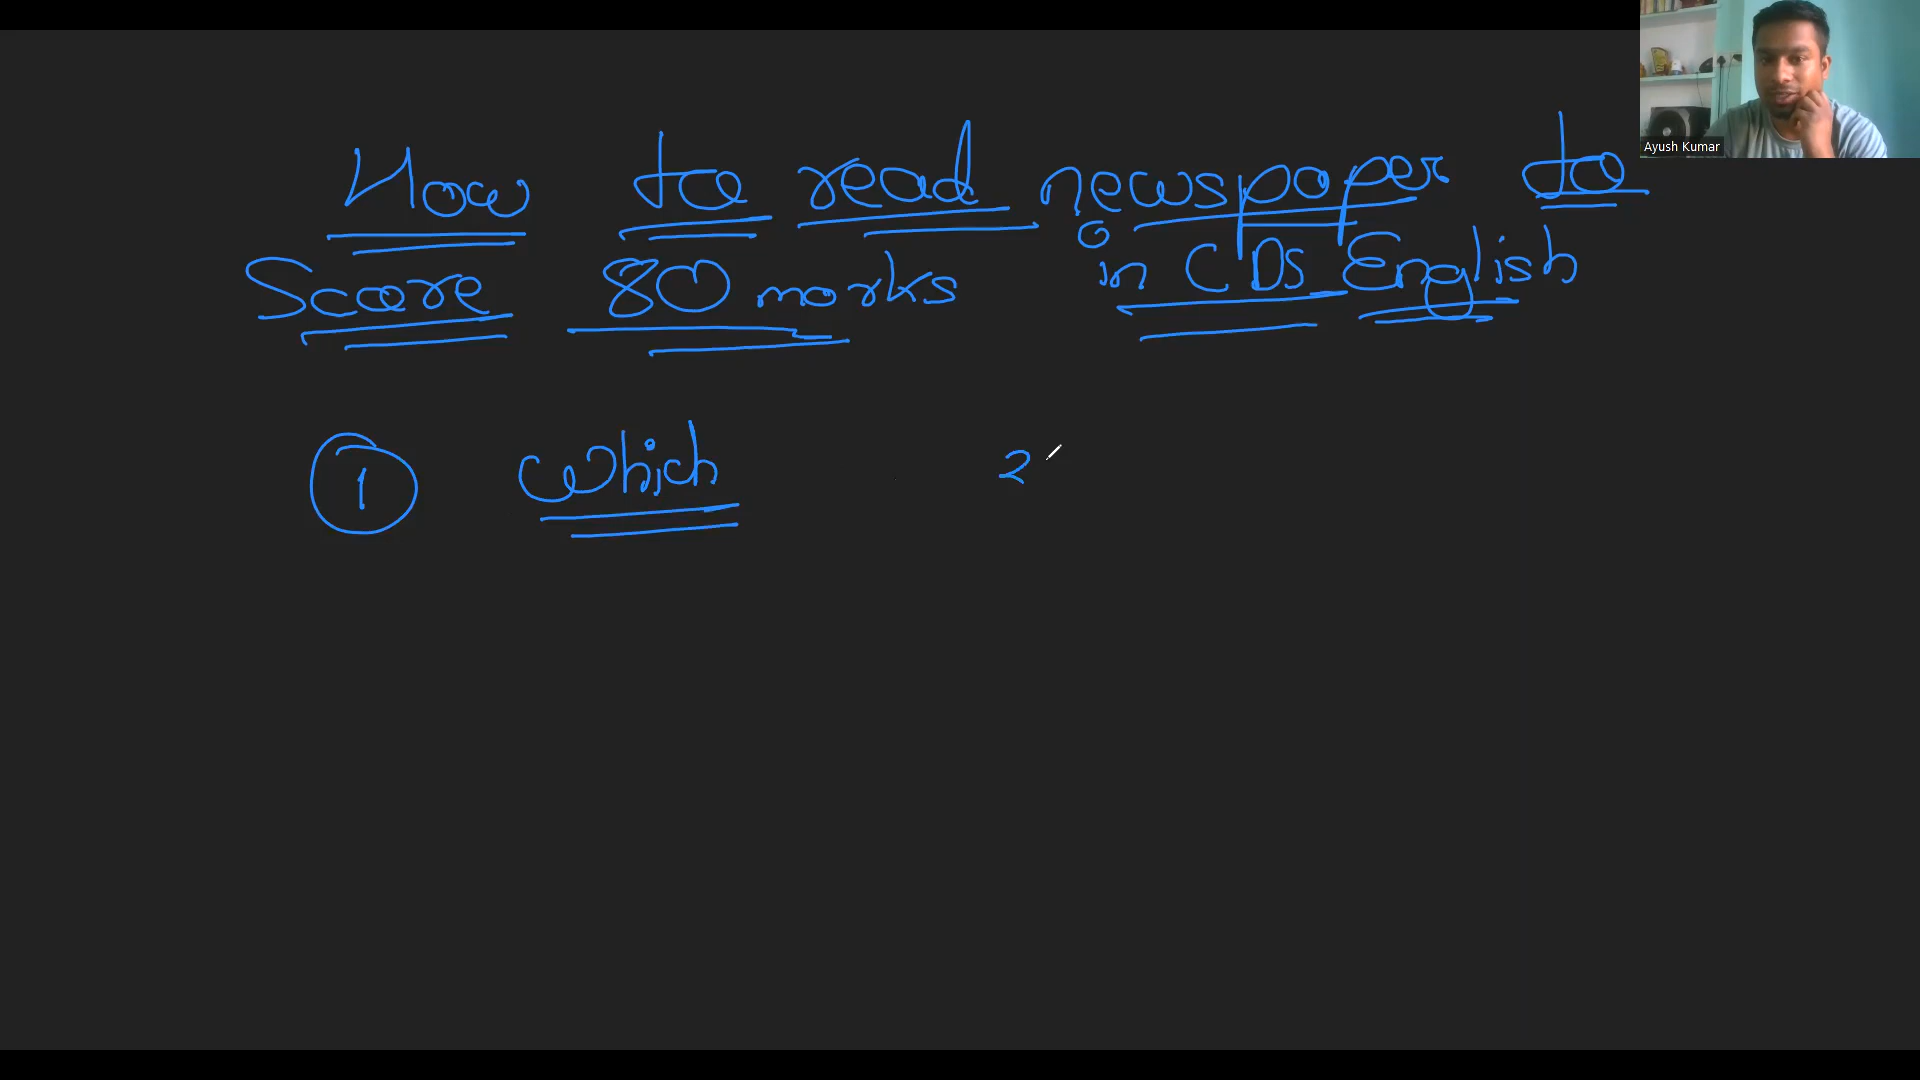 Ayush Kumar
How to read newspaper to
Score 80 marks in CDS English
1 Which 2